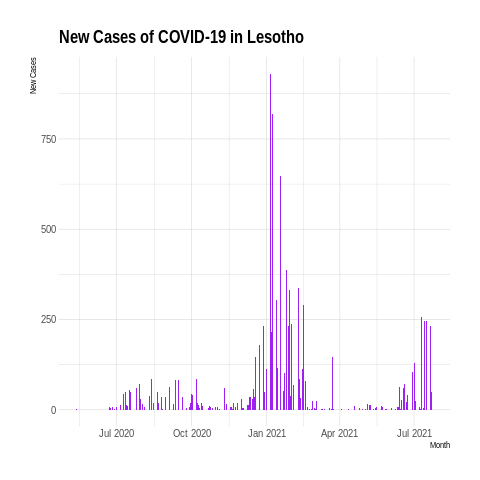 New Cases of COVID-19 in Lesotho
New Cases
750
500
250
0
Jul 2020 Oct 2020 Jan 2021 Apr 2021 Jul 2021
Month